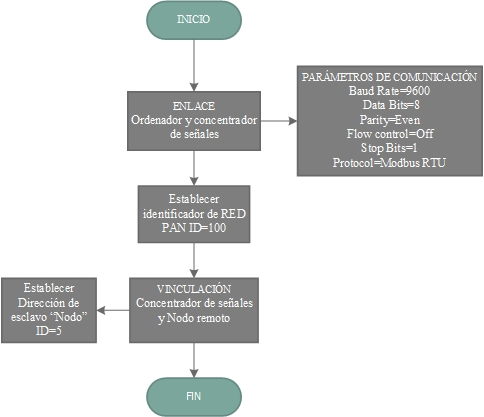 INICIO
ENLACE
Ordenador y concentrador
de señales
PARÁMETROS DE COMUNICACIÓN
Baud Rate=9600
Data Bits=8
Parity=Even
Flow control=Off
Stop Bits=1
Protocol=Modbus RTU
Establecer
identificador de RED
PAN ID=100
VINCULACIÓN
Concentrador de señales
y Nodo remoto
Establecer
Dirección de
esclavo “Nodo”
ID=5
FIN